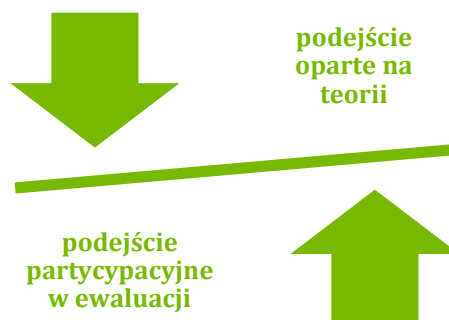 podejście
oparte na
teorii
podejście
partycypacyjne
w ewaluacji